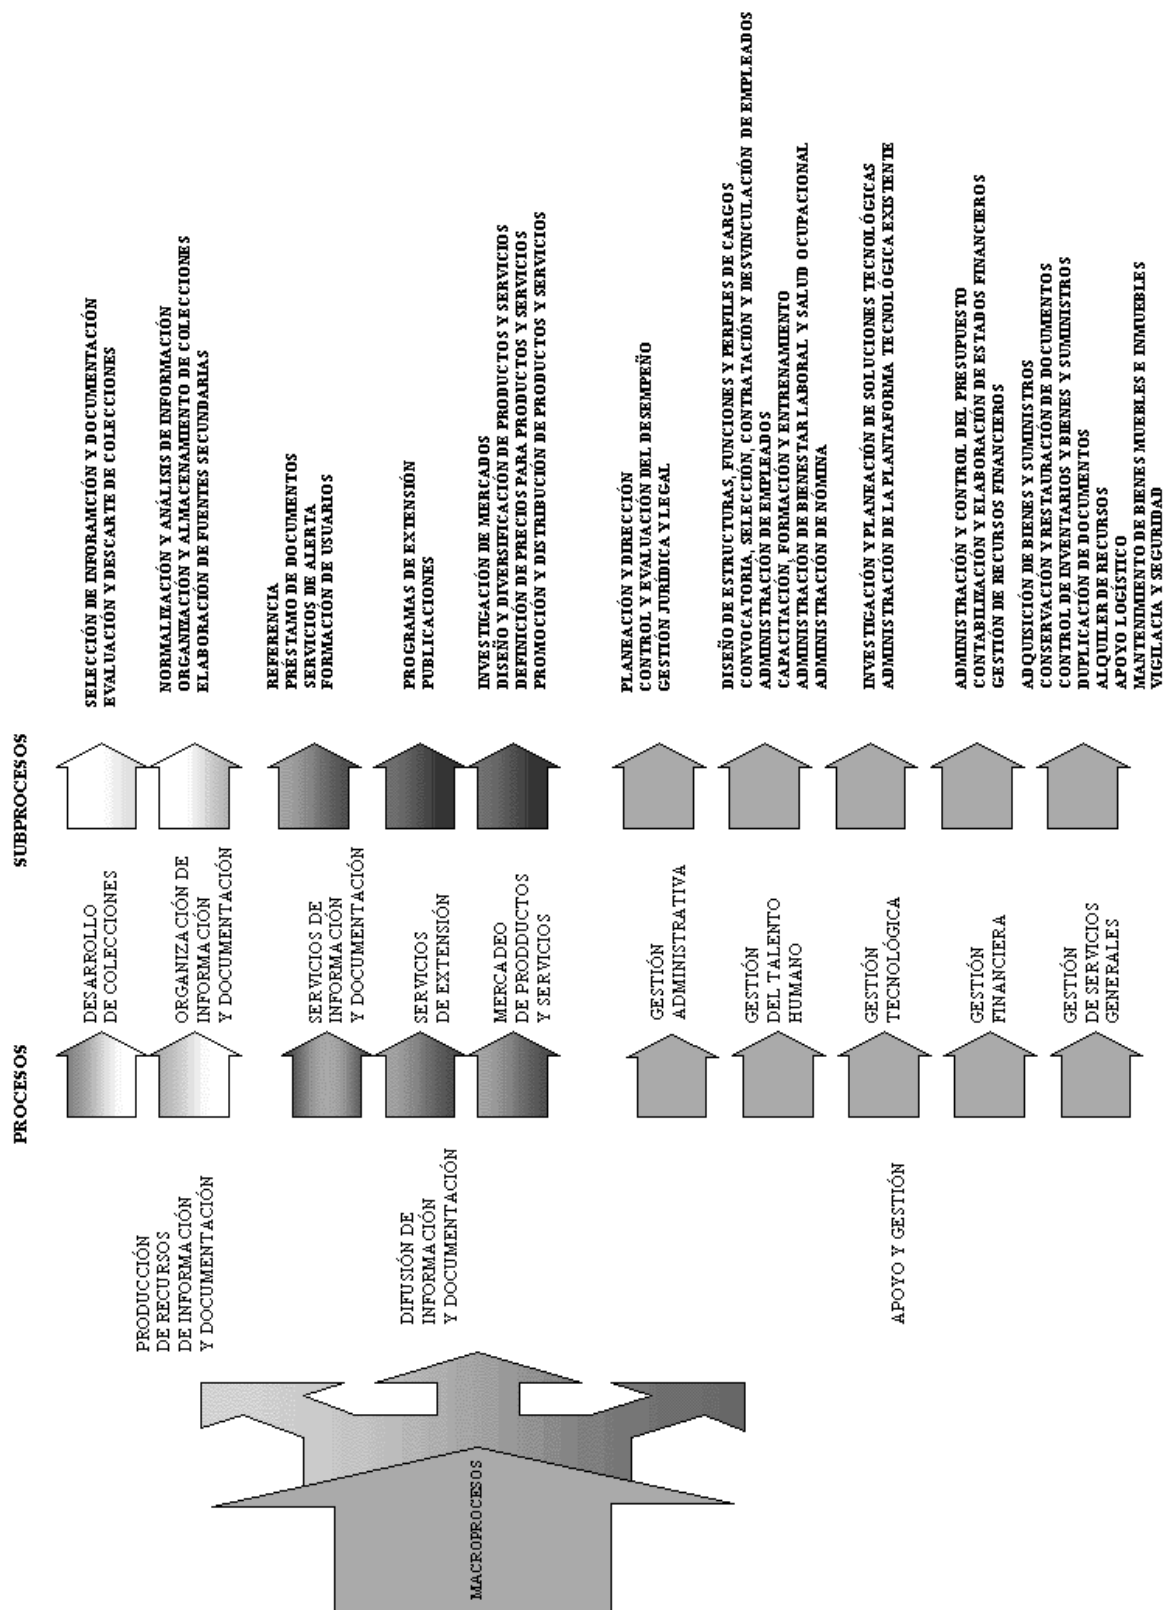 MACROPROCESOS
PROCESOS
SUBPROCESOS
PRODUCCIÓN
DE RECURSOS
DE INFORMACIÓN
Y DOCUMENTACIÓN
DESARROLLO
DE COLECCIONES
SELECCIÓN DE INFORAMCIÓN Y DOCUMENTACIÓN
EVALUACIÓN Y DESCARTE DE COLECCIONES
ORGANIZACIÓN DE
INFORMACIÓN
Y DOCUMENTACIÓN
NORMALIZACIÓN Y ANÁLISIS DE INFORMACIÓN
ORGANIZACIÓN Y ALMACENAMIENTO DE COLECCIONES
ELABORACIÓN DE FUENTES SECUNDARIAS
DIFUSIÓN DE
INFORMACIÓN
Y DOCUMENTACIÓN
SERVICIOS DE
INFORMACIÓN
Y DOCUMENTACIÓN
REFERENCIA
PRÉSTAMO DE DOCUMENTOS
SERVICIOS DE ALERTA
FORMACIÓN DE USUARIOS
SERVICIOS
DE EXTENSIÓN
PROGRAMAS DE EXTENSIÓN
PUBLICACIONES
MERCADEO
DE PRODDUCTOS
Y SERVICIOS
INVESTIGACIÓN DE MERCADOS
DISEÑO Y DIVERSIFICACIÓN DE PRODUCTOS Y SERVICIOS
DEFINICIÓN DE PRECIO PARA PRODUCTOS Y SERVICIOS
PROMOCIÓN Y DISTRIBUCIÓN DE PRODUCTOS Y SERVICIOS
APOYO Y GESTIÓN
GESTIÓN
ADMINISTRATIVA
PLANEACIÓN Y DIRECCIÓN
CONTROL Y EVALUACIÓN DEL DESEMPEÑO
GESTIÓN JURÍDICA Y LEGAL
GESTIÓN
DEL TALENTO
HUMANO
DISEÑO DE ESTRUCTURAS, FUNCIONES Y PERFILES DE CARGOS
CONVOCATORIA, SELECCIÓN, CONTRATACIÓN Y DESVINCULACIÓN DE EMPLEADOS
ADMINISTRACIÓN DE EMPLEADOS
CAPACITACIÓN, FORMACIÓN Y ENTRENAMIENTO
ADMINISTRACIÓN DE BIENESTAR LABORAL Y SALUD OCUPACIONAL
ADMINISTRACIÓN DE NÓMINA
GESTIÓN
TECNOLÓGICA
INVESTIGACIÓN Y PLANEACIÓN DE SOLUCIONES TECNOLÓGICAS
ADMINISTRACIÓN DE LA PLANTAFORMA TECNOLÓGICA EXISTENTE
GESTIÓN
FINANCIERA
ADMINISTRACIÓN Y CONTROL DEL PRESUPUESTO
CONTABILIZACIÓN Y ELABORACIÓN DE ESTADOS FINANCIEROS
GESTIÓN DE RECURSOS FINANCIEROS
GESTIÓN
DE SERVICIOS
GENERALES
ADQUISICIÓN DE BIENES Y SUMINISTROS
CONSERVACIÓN Y RESTAURACIÓN DE DOCUMENTOS
CONTROL DE INVENTARIOS Y BIENES Y SUMINISTROS
DUPLICACIÓN DE DOCUMENTOS
ALQUILER DE RECURSOS
APOYO LOGÍSTICO
MANTENIMIENTO DE BIENES MUEBLES E INMUEBLES
VIGILACIA Y SEGURIDAD